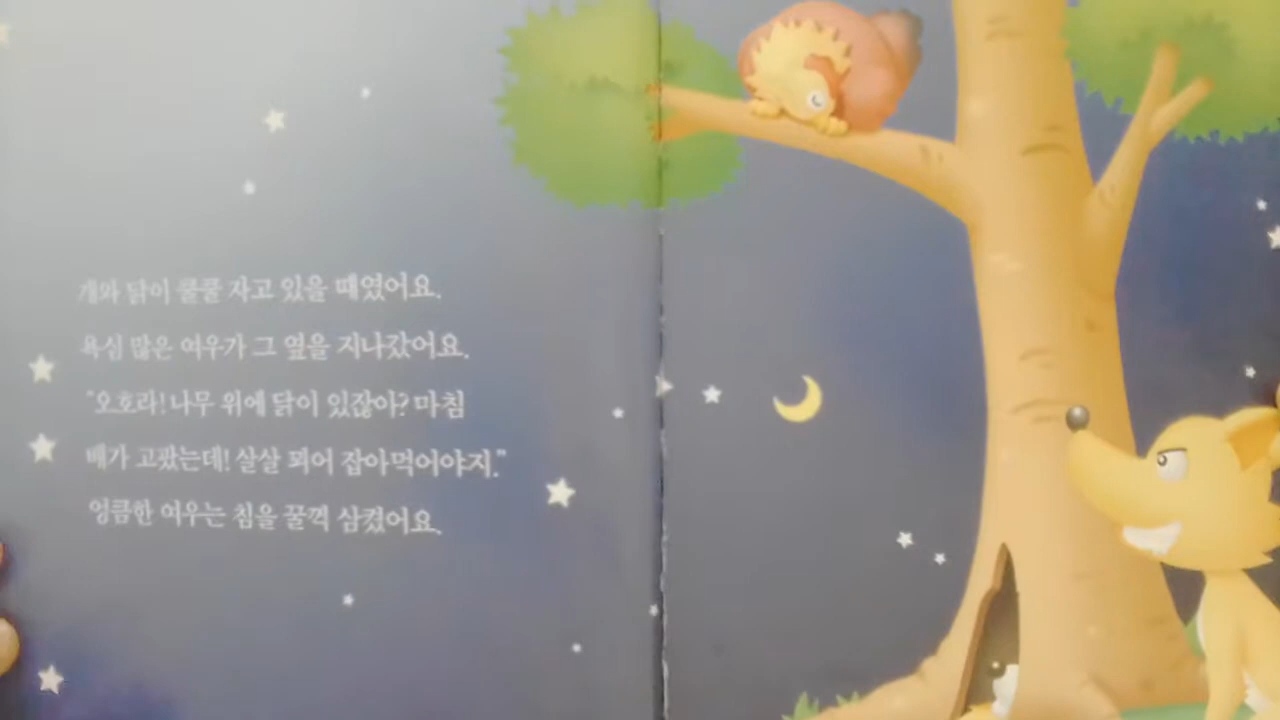 개와 닭이 쿨쿨 자고 있을 때였어요.
욕심 많은 여우가 그 옆을 지나갔어요.
"오호라! 나무 위에 닭이 있잖아? 마침
배가 고팠는데! 살살 꾀어 잡아먹어야지."
엉큼한 여우는 침을 꿀꺽 삼켰어요.